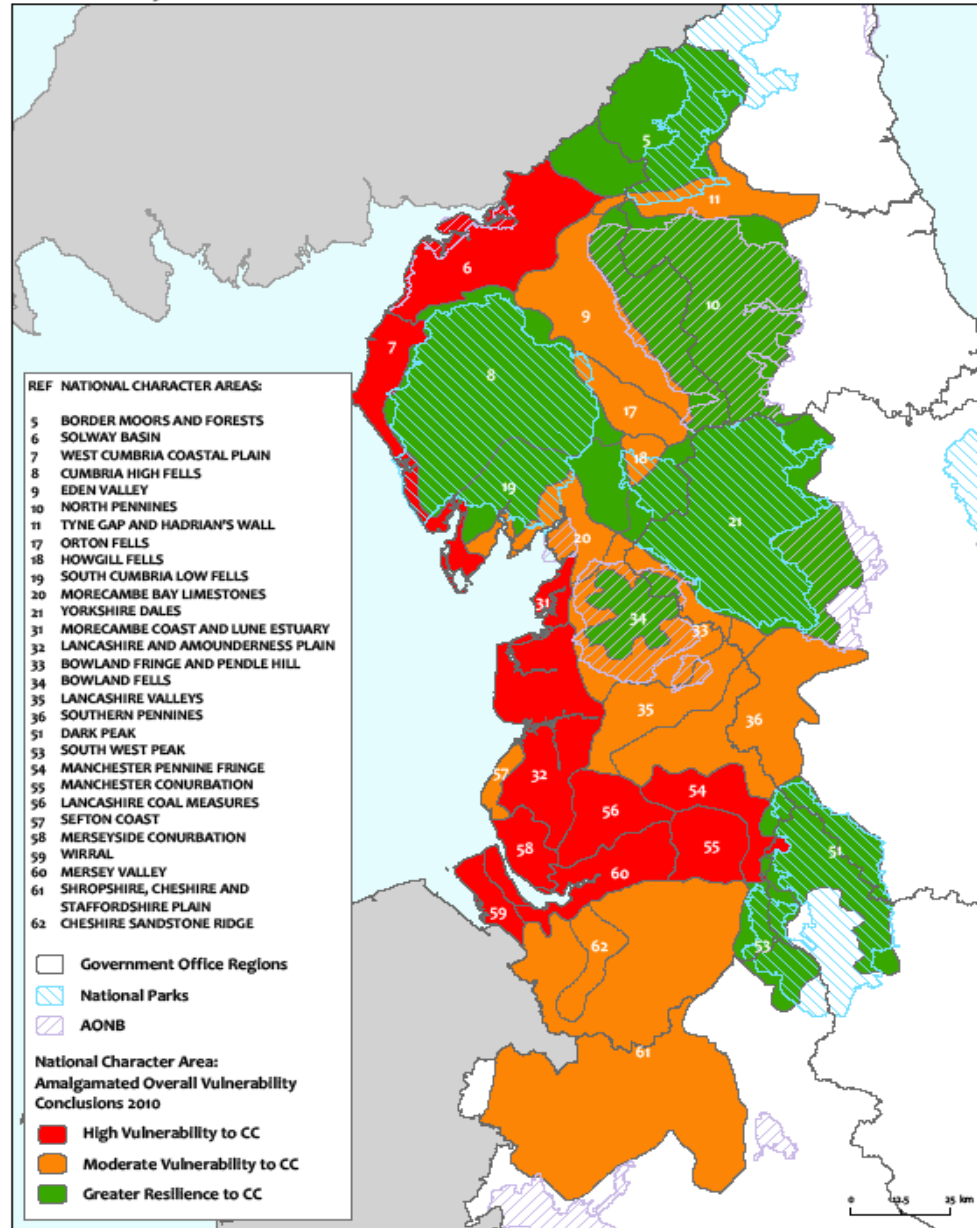 5
11
6
10
9
7
8
17
18
19
21
20
31
34
33
35
36
57
32
54
56
51
58
55
60
59
53
62
61
REF NATIONAL CHARACTER AREAS:
5 BORDER MOORS AND FORESTS
6 SOLWAY BASIN
7 WEST CUMBRIA COASTAL PLAIN
8 CUMBRIA HIGH FELLS
9 EDEN VALLEY
10 NORTH PENNINES
11 TYNE GAP AND HADRIAN'S WALL
17 ORTON FELLS
18 HOWGILL FELLS
19 SOUTH CUMBRIA LOW FELLS
20 MORECAMBE BAY LIMESTONES
21 YORKSHIRE DALES
31 MORECAMBE COAST AND LUNE ESTUARY
32 LANCASHIRE AND AMOUNDERNESS PLAIN
33 BOWLAND FRINGE AND PENDLE HILL
34 BOWLAND FELLS
35 LANCASHIRE VALLEYS
36 SOUTHERN PENNINES
51 DARK PEAK
53 SOUTH WEST PEAK
54 MANCHESTER PENNINE FRINGE
55 MANCHESTER CONURBATION
56 LANCASHIRE COAL MEASURES
57 SEFTON COAST
58 MERSEYSIDE CONURBATION
59 WIRRAL
60 MERSEY VALLEY
61 SHROPSHIRE, CHESHIRE AND
STAFFORDSHIRE PLAIN
62 CHESHIRE SANDSTONE RIDGE
Government Office Regions
National Parks
AONB
National Character Area:
Amalgamated Overall Vulnerability
Conclusions 2010
High Vulnerability to CC
Moderate Vulnerability to CC
Greater Resilience to CC
0 12.5 25 km